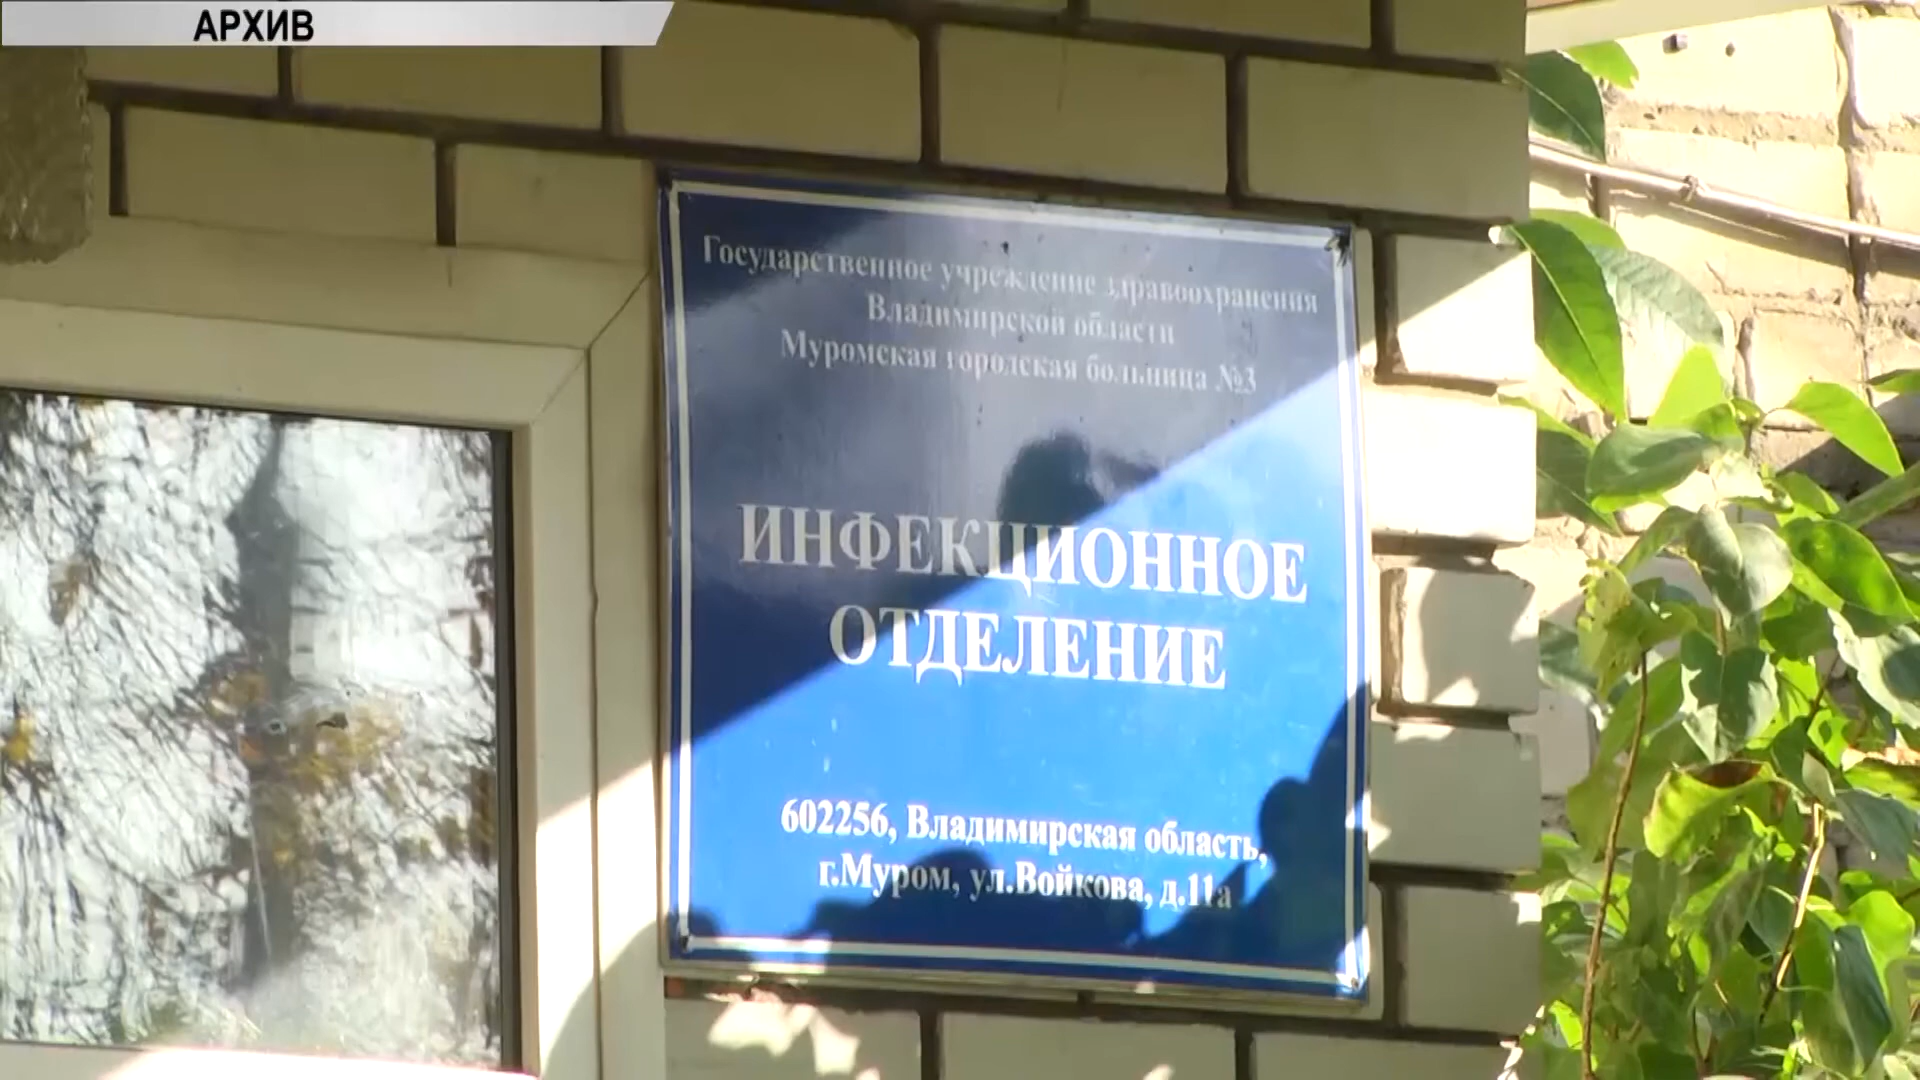 АРХИВ
Государственное учреждение здравоохранения
Владимирской области
Муромская городская больница №3
ИНФЕКЦИОННОЕ
ОТДЕЛЕНИЕ
602256, Владимирская область,
г.Муром, ул.Войкова, д.11а